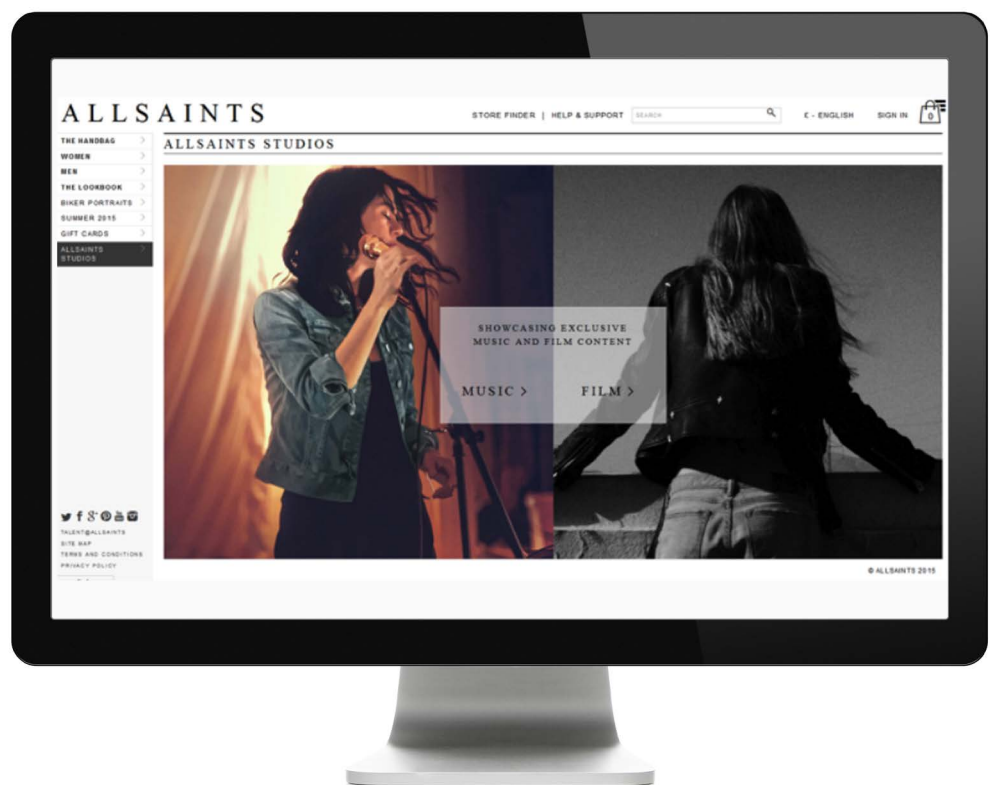 ALLSAINTS
STORE FINDER | HELP & SUPPORT
SEARCH
£ - ENGLISH
SIGN IN
0
THE HANDBAG
WOMEN
MEN
THE LOOKBOOK
BIKER PORTRAITS
SUMMER 2015
GIFT CARDS
ALLSAINTS
STUDIOS
ALLSAINTS STUDIOS
SHOWCASING EXCLUSIVE
MUSIC AND FILM CONTENT
MUSIC >
FILM >
TALENT@ALLSAINTS
SITE MAP
TERMS AND CONDITIONS
PRIVACY POLICY
© ALLSAINTS 2015